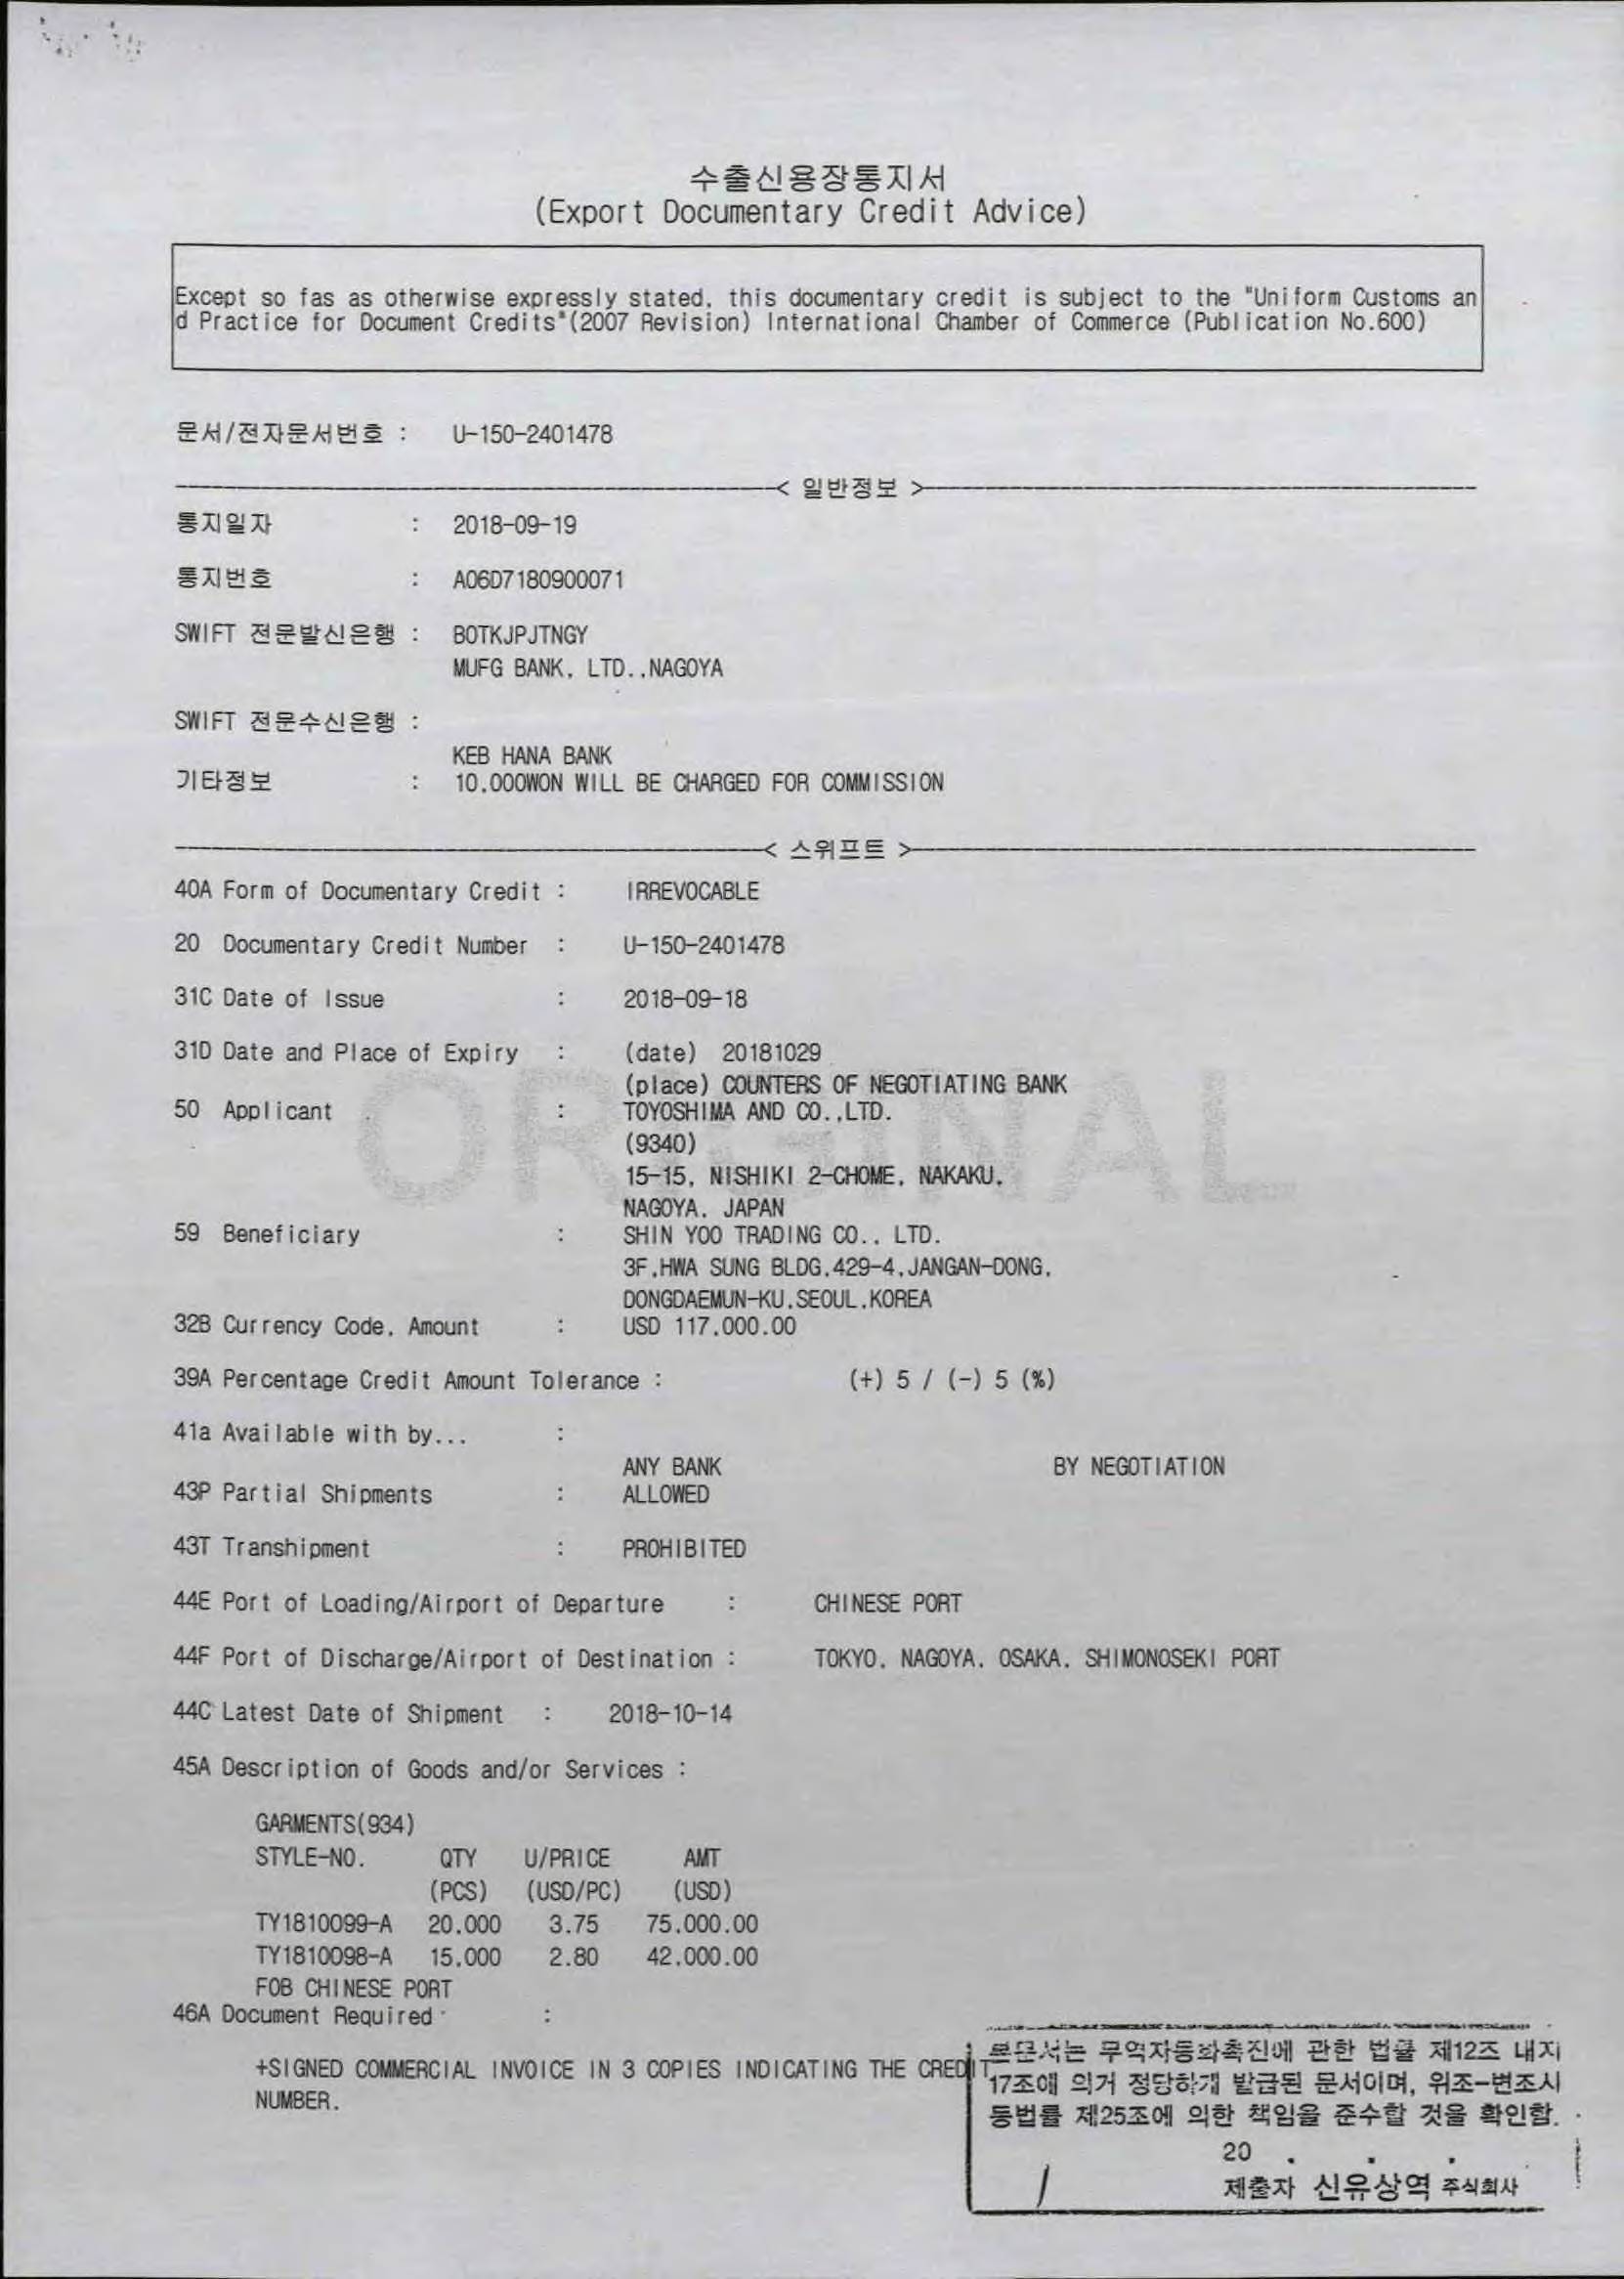 수출신용장통지서
(Export Documentary Credit Advice)
Except so fas as otherwise expressly stated, this documentary credit is subject to the "Uniform Customs an
d Practice for Document Credits"(2007 Revision) International Chamber of Commerce (Publication No.600)
문서/전자문서번호 : U-150-2401478
< 일반정보 >
통지일자 : 2018-09-19
통지번호 : A06D7180900071
SWIFT 전문발신은행 : BOTKJPJTNGY
MUFG BANK, LTD.,NAGOYA
SWIFT 전문수신은행 :
KEB HANA BANK
기타정보 : 10,000WON WILL BE CHARGED FOR COMMISSION
< 스위프트 >
40A Form of Documentary Credit : IRREVOCABLE
20 Documentary Credit Number : U-150-2401478
31C Date of Issue : 2018-09-18
31D Date and Place of Expiry : (date) 20181029
(place) COUNTERS OF NEGOTIATING BANK
50 Applicant : TOYOSHIMA AND CO.,LTD.
(9340)
ORIGINAL
15-15, NISHIKI 2-CHOME, NAKAKU,
NAGOYA, JAPAN
59 Beneficiary : SHIN YOO TRADING CO., LTD.
3F,HWA SUNG BLDG,429-4,JANGAN-DONG,
DONGDAEMUN-KU,SEOUL,KOREA
32B Currency Code, Amount : USD 117,000.00
39A Percentage Credit Amount Tolerance : (+) 5 / (-) 5 (%)
41a Available with by... :
ANY BANK BY NEGOTIATION
43P Partial Shipments : ALLOWED
43T Transhipment : PROHIBITED
44E Port of Loading/Airport of Departure : CHINESE PORT
44F Port of Discharge/Airport of Destination : TOKYO, NAGOYA, OSAKA, SHIMONOSEKI PORT
44C Latest Date of Shipment : 2018-10-14
45A Description of Goods and/or Services :
GARMENTS(934)
STYLE-NO. QTY U/PRICE AMT
(PCS) (USD/PC) (USD)
TY1810099-A 20,000 3.75 75,000.00
TY1810098-A 15,000 2.80 42,000.00
FOB CHINESE PORT
46A Document Required :
+SIGNED COMMERCIAL INVOICE IN 3 COPIES INDICATING THE CREDIT
NUMBER.
본문서는 무역자동화촉진에 관한 법률 제12조 내지
17조에 의거 정당하게 발급된 문서이며, 위조-변조시
동법률 제25조에 의한 책임을 준수할 것을 확인함.
20 . . .
제출자 신유상역 주식회사